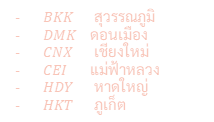 - BKK สุวรรณภูมิ
- DMK ดอนเมือง
- CNX เชียงใหม่
- CEI แม่ฟ้าหลวง
- HDY หาดใหญ่
- HKT ภูเก็ต